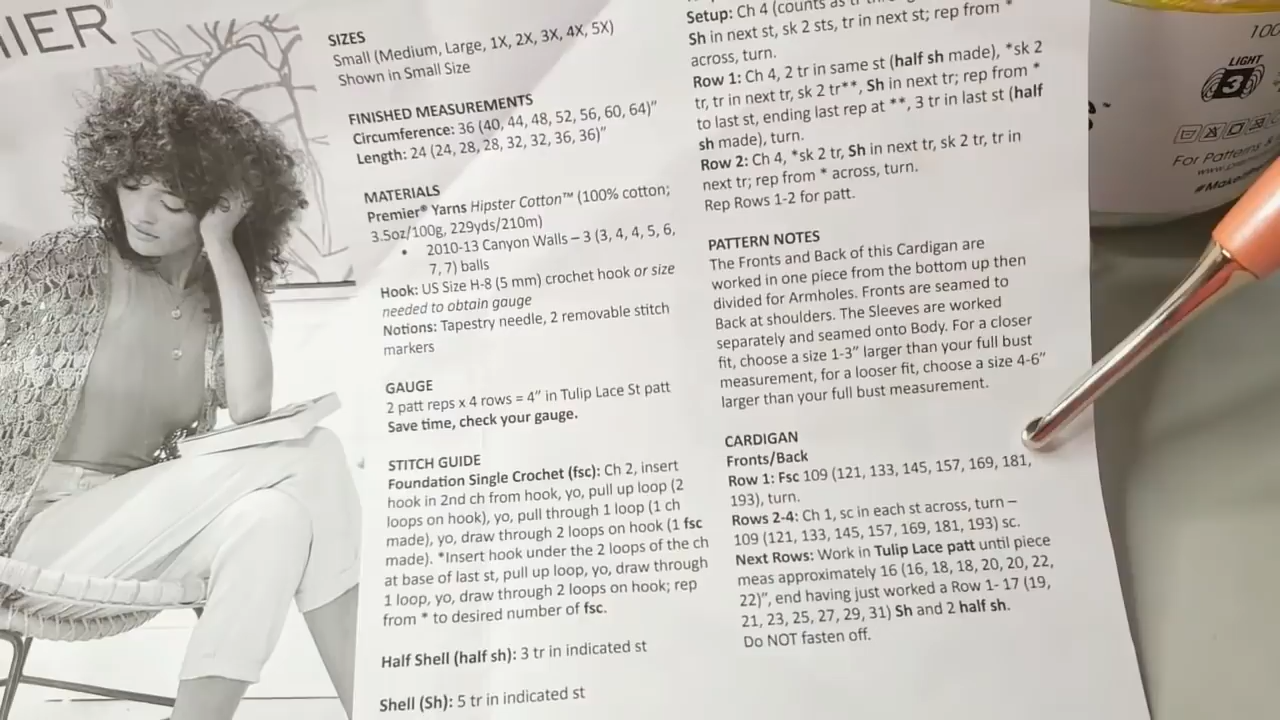 SIZES
Small (Medium, Large, 1X, 2X, 3X, 4X, 5X)
Shown in Small Size
FINISHED MEASUREMENTS
Circumference: 36 (40, 44, 48, 52, 56, 60, 64)"
Length: 24 (24, 28, 28, 32, 32, 36, 36)"
MATERIALS
Premier® Yarns Hipster Cotton™ (100% cotton;
3.5oz/100g, 229yds/210m)
• 2010-13 Canyon Walls – 3 (3, 4, 4, 5, 6,
7, 7) balls
Hook: US Size H-8 (5 mm) crochet hook or size
needed to obtain gauge
Notions: Tapestry needle, 2 removable stitch
markers
GAUGE
2 patt reps x 4 rows = 4" in Tulip Lace St patt
Save time, check your gauge.
STITCH GUIDE
Foundation Single Crochet (fsc): Ch 2, insert
hook in 2nd ch from hook, yo, pull up loop (2
loops on hook), yo, pull through 1 loop (1 ch
made), yo, draw through 2 loops on hook (1 fsc
made). *Insert hook under the 2 loops of the ch
at base of last st, pull up loop, yo, draw through
1 loop, yo, draw through 2 loops on hook; rep
from * to desired number of fsc.
Half Shell (half sh): 3 tr in indicated st
Shell (Sh): 5 tr in indicated st
Setup: Ch 4 (counts as
Sh in next st, sk 2 sts, tr in next st; rep from *
across, turn.
Row 1: Ch 4, 2 tr in same st (half sh made), *sk 2
tr, tr in next tr, sk 2 tr**, Sh in next tr; rep from *
to last st, ending last rep at **, 3 tr in last st (half
sh made), turn.
Row 2: Ch 4, *sk 2 tr, Sh in next tr, sk 2 tr, tr in
next tr; rep from * across, turn.
Rep Rows 1-2 for patt.
PATTERN NOTES
The Fronts and Back of this Cardigan are
worked in one piece from the bottom up then
divided for Armholes. Fronts are seamed to
Back at shoulders. The Sleeves are worked
separately and seamed onto Body. For a closer
fit, choose a size 1-3" larger than your full bust
measurement, for a looser fit, choose a size 4-6"
larger than your full bust measurement.
CARDIGAN
Fronts/Back
Row 1: Fsc 109 (121, 133, 145, 157, 169, 181,
193), turn.
Rows 2-4: Ch 1, sc in each st across, turn –
109 (121, 133, 145, 157, 169, 181, 193) sc.
Next Rows: Work in Tulip Lace patt until piece
meas approximately 16 (16, 18, 18, 20, 20, 22,
22)", end having just worked a Row 1- 17 (19,
21, 23, 25, 27, 29, 31) Sh and 2 half sh.
Do NOT fasten off.
LIGHT
3
For Patterns &